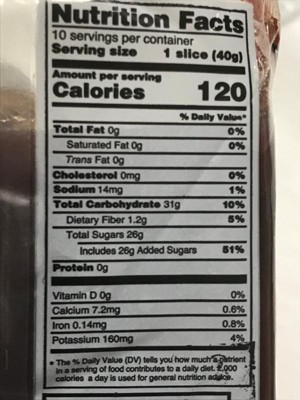 Nutrition Facts
10 servings per container
Serving size 1 slice (40g)
Amount per serving
Calories 120
% Daily Value*
Total Fat 0g 0%
Saturated Fat 0g 0%
Trans Fat 0g
Cholesterol 0mg 0%
Sodium 14mg 1%
Total Carbohydrate 31g 10%
Dietary Fiber 1.2g 5%
Total Sugars 26g
Includes 26g Added Sugars 51%
Protein 0g
Vitamin D 0g 0%
Calcium 7.2mg 0.6%
Iron 0.14mg 0.8%
Potassium 160mg 4%
* The % Daily Value (DV) tells you how much a nutrient
in a serving of food contributes to a daily diet. 2,000
calories a day is used for general nutrition advice.